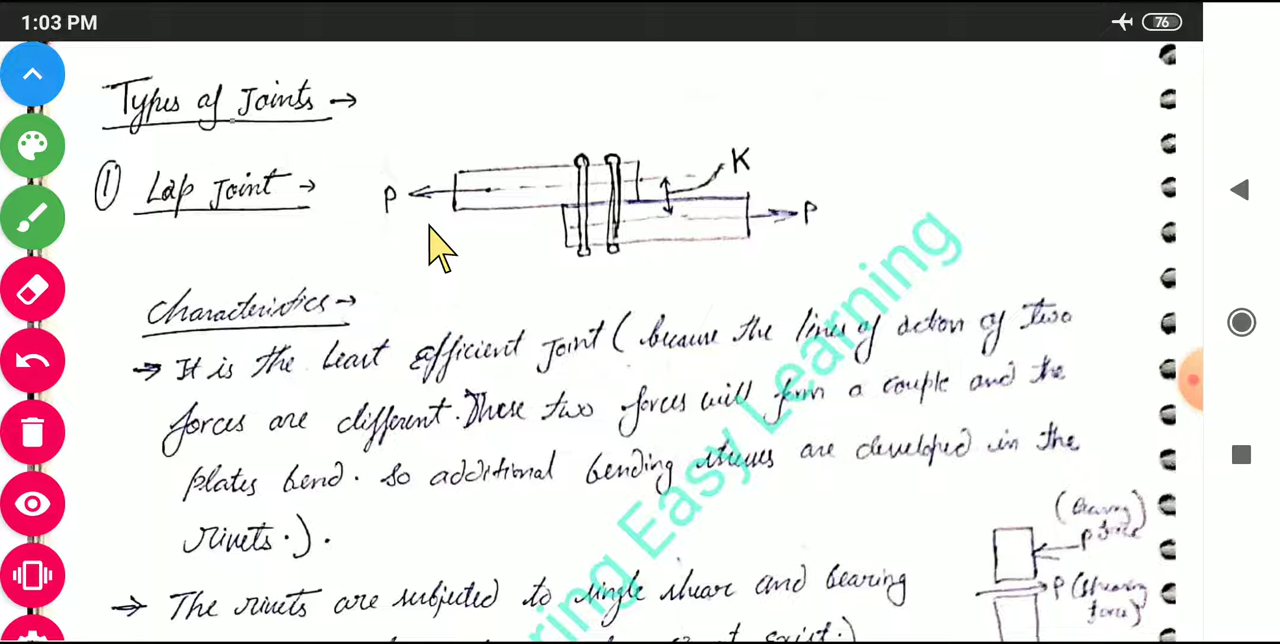 1:03 PM
76
Types of Joints →
① Lap Joint →
P
K
P
Characteristics →
→ It is the least efficient joint (because the lines of action of two
forces are different. These two forces will form a couple and the
plates bend. So additional bending stresses are developed in the
rivets.).
(Bearing
P force)
→ The rivets are subjected to single shear and bearing
P (Shearing
force)
exist.)
ring Easy Learning